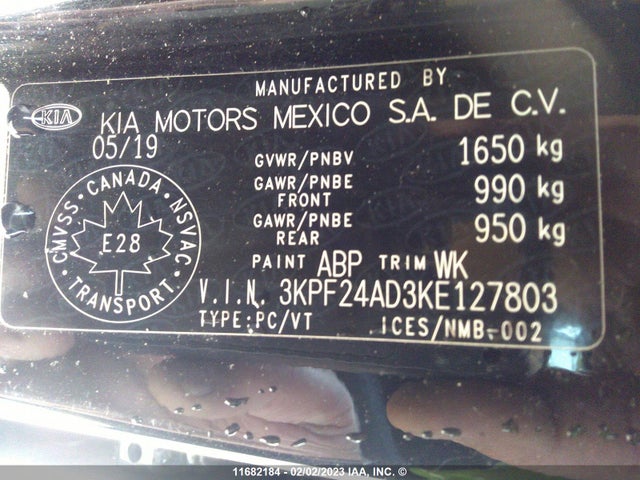 MANUFACTURED BY
KIA KIA MOTORS MEXICO S.A. DE C.V.
05/19
GVWR/PNBV 1650 kg
GAWR/PNBE FRONT 990 kg
GAWR/PNBE REAR 950 kg
CMVSS · CANADA · NSVAC
E28
· TRANSPORT ·
PAINT ABP TRIM WK
V.I.N. 3KPF24AD3KE127803
TYPE:PC/VT ICES/NMB-002
11682184 - 02/02/2023 IAA, INC. ©